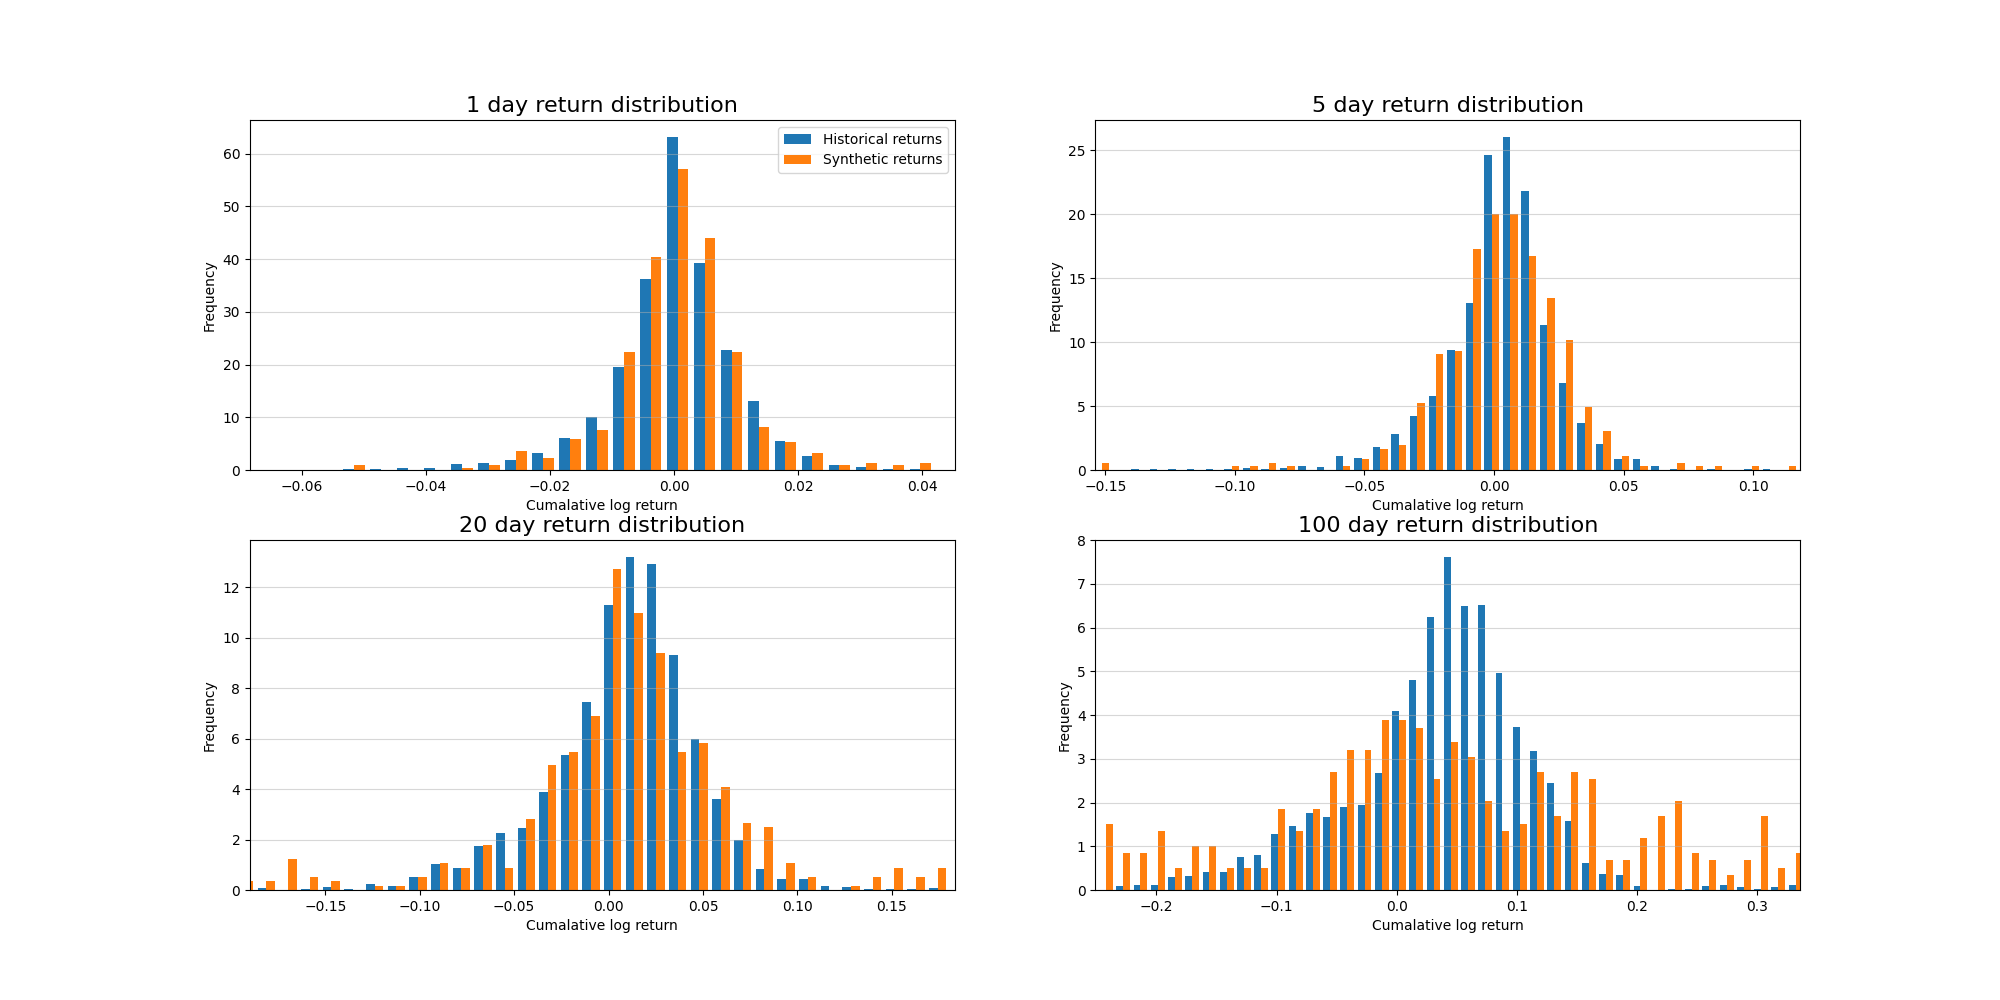 1 day return distribution
Historical returns
Synthetic returns
Frequency
60
50
40
30
20
10
0
−0.06 −0.04 −0.02 0.00 0.02 0.04
Cumalative log return
5 day return distribution
Frequency
25
20
15
10
5
0
−0.15 −0.10 −0.05 0.00 0.05 0.10
Cumalative log return
20 day return distribution
Frequency
12
10
8
6
4
2
0
−0.15 −0.10 −0.05 0.00 0.05 0.10 0.15
Cumalative log return
100 day return distribution
Frequency
8
7
6
5
4
3
2
1
0
−0.2 −0.1 0.0 0.1 0.2 0.3
Cumalative log return